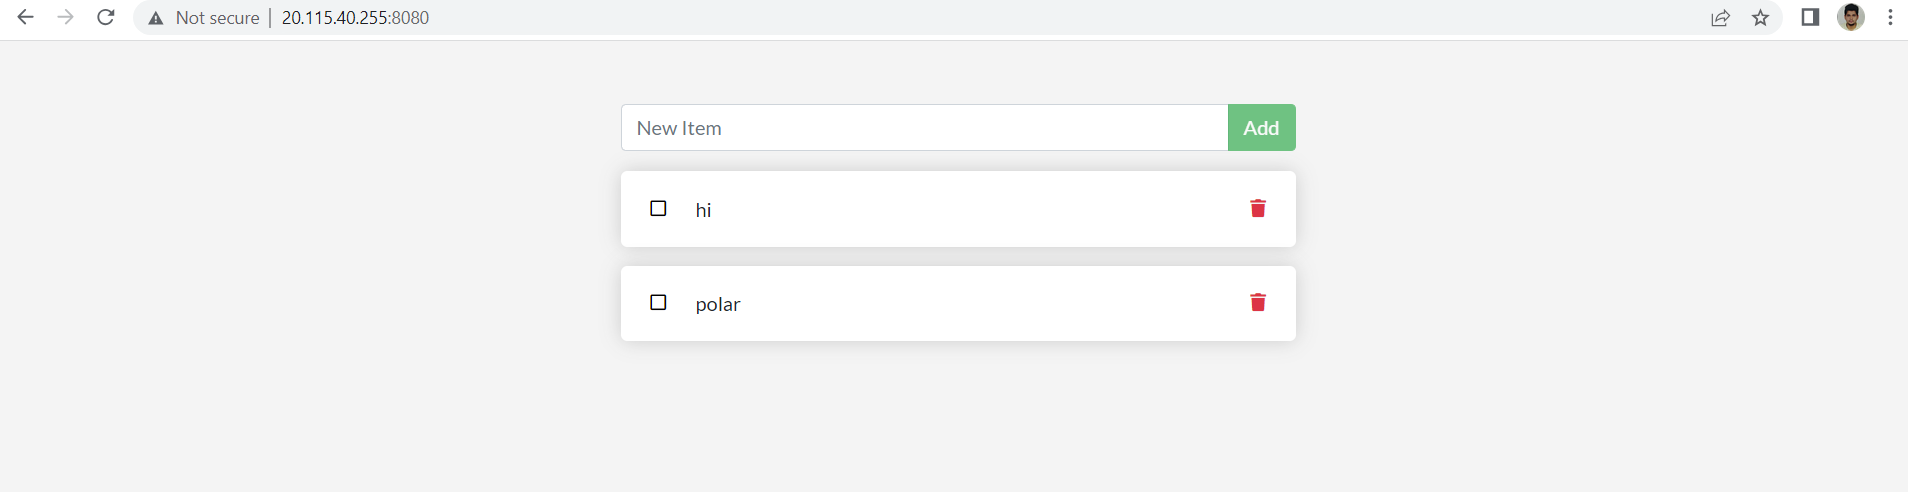 Not secure | 20.115.40.255:8080
New Item Add
hi
polar